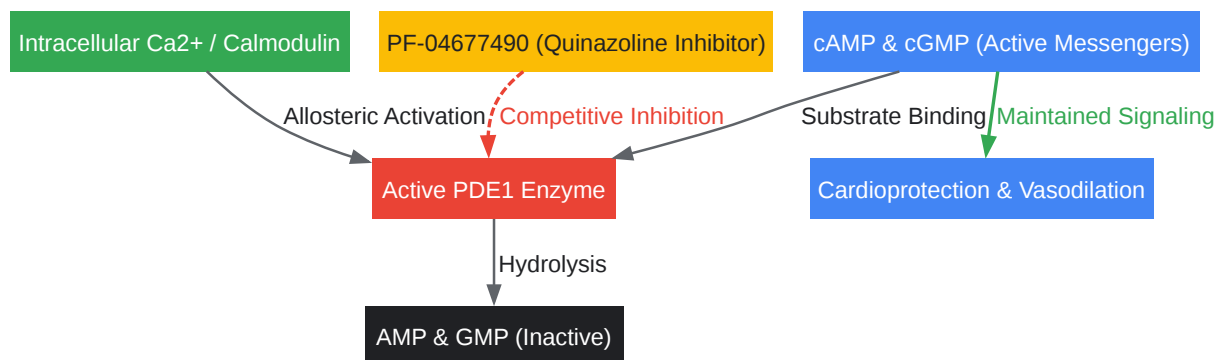 Intracellular Ca2+ / Calmodulin
PF-04677490 (Quinazoline Inhibitor)
cAMP & cGMP (Active Messengers)
Allosteric Activation
Competitive Inhibition
Substrate Binding
Maintained Signaling
Active PDE1 Enzyme
Cardioprotection & Vasodilation
Hydrolysis
AMP & GMP (Inactive)